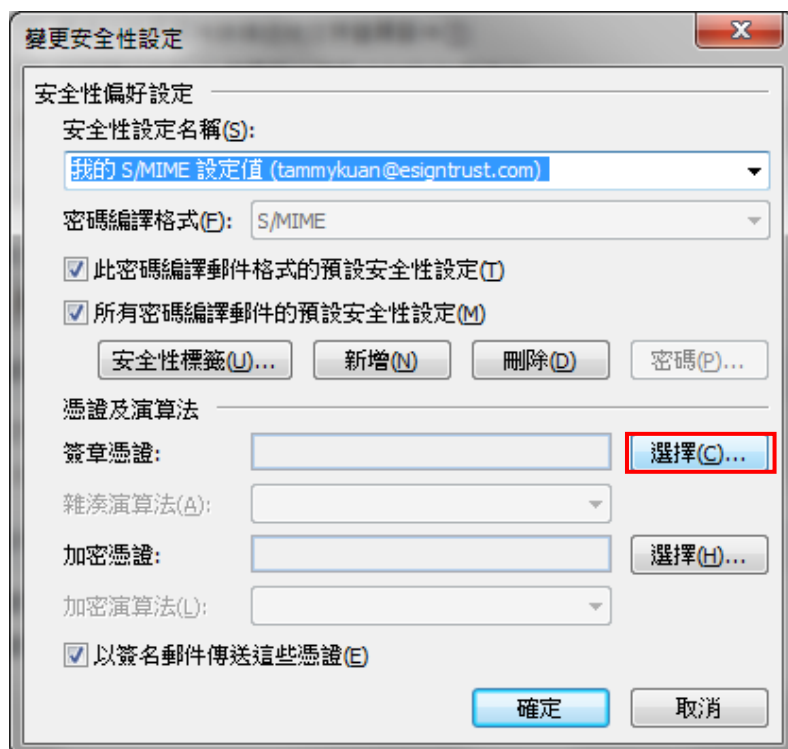 變更安全性設定
安全性偏好設定
安全性設定名稱(S):
我的 S/MIME 設定值 (tammykuan@esigntrust.com)
密碼編譯格式(F): S/MIME
此密碼編譯郵件格式的預設安全性設定(T)
所有密碼編譯郵件的預設安全性設定(M)
安全性標籤(U)... 新增(N) 刪除(D) 密碼(P)...
憑證及演算法
簽章憑證: 選擇(C)...
雜湊演算法(A):
加密憑證: 選擇(H)...
加密演算法(L):
以簽名郵件傳送這些憑證(E)
確定 取消